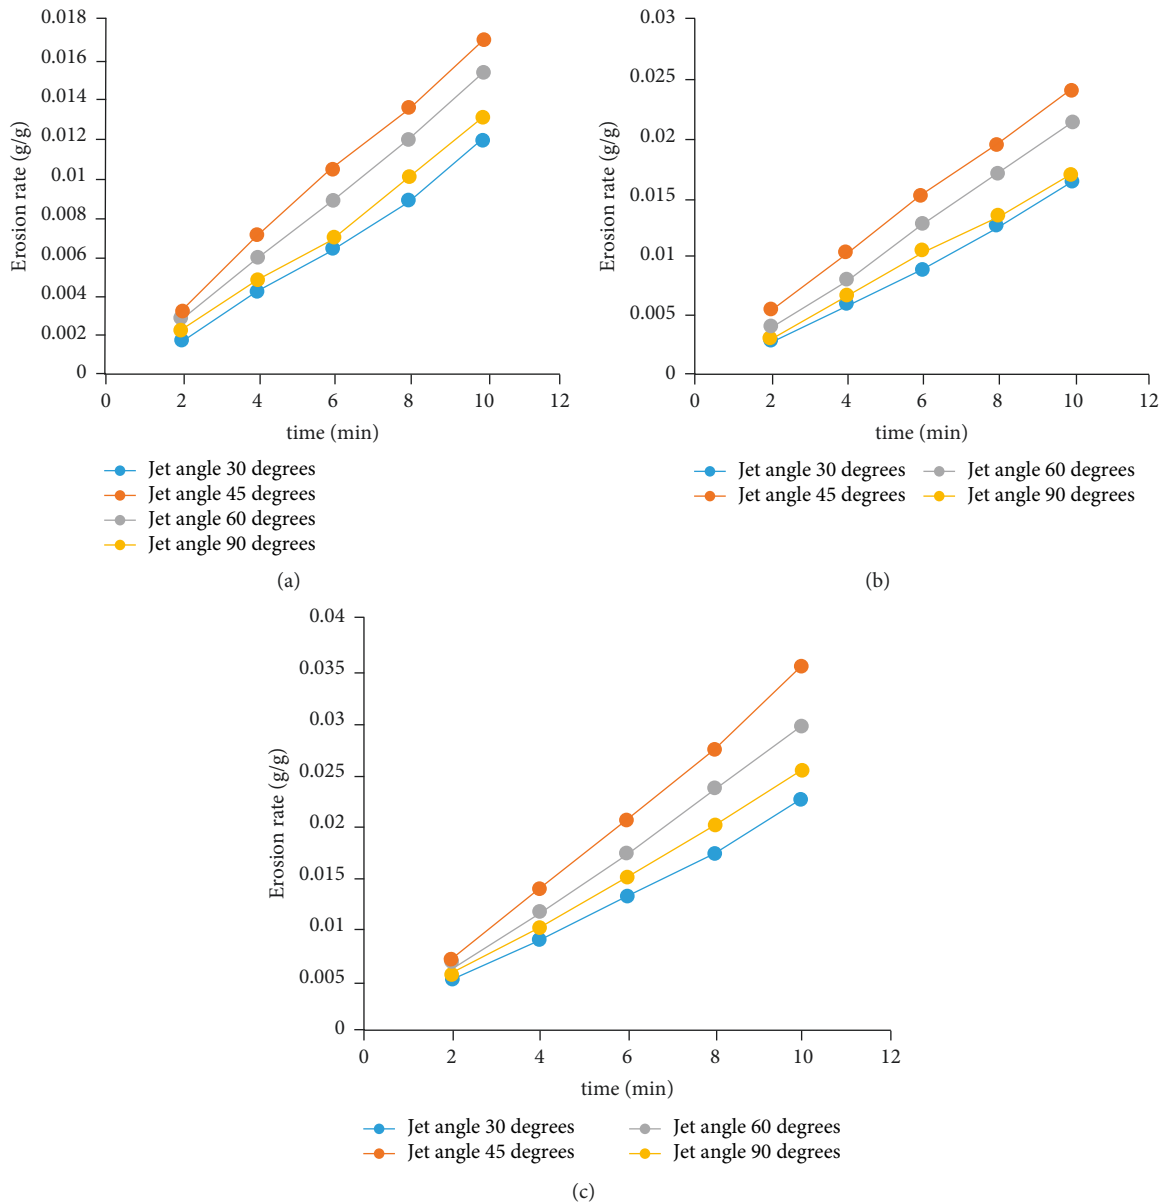 0.018
0.016
0.014
0.012
0.01
0.008
0.006
0.004
0.002
0
Erosion rate (g/g)
0 2 4 6 8 10 12
time (min)
Jet angle 30 degrees
Jet angle 45 degrees
Jet angle 60 degrees
Jet angle 90 degrees
(a)
0.03
0.025
0.02
0.015
0.01
0.005
0
Erosion rate (g/g)
0 2 4 6 8 10 12
time (min)
Jet angle 30 degrees Jet angle 60 degrees
Jet angle 45 degrees Jet angle 90 degrees
(b)
0.04
0.035
0.03
0.025
0.02
0.015
0.01
0.005
0
Erosion rate (g/g)
0 2 4 6 8 10 12
time (min)
Jet angle 30 degrees Jet angle 60 degrees
Jet angle 45 degrees Jet angle 90 degrees
(c)